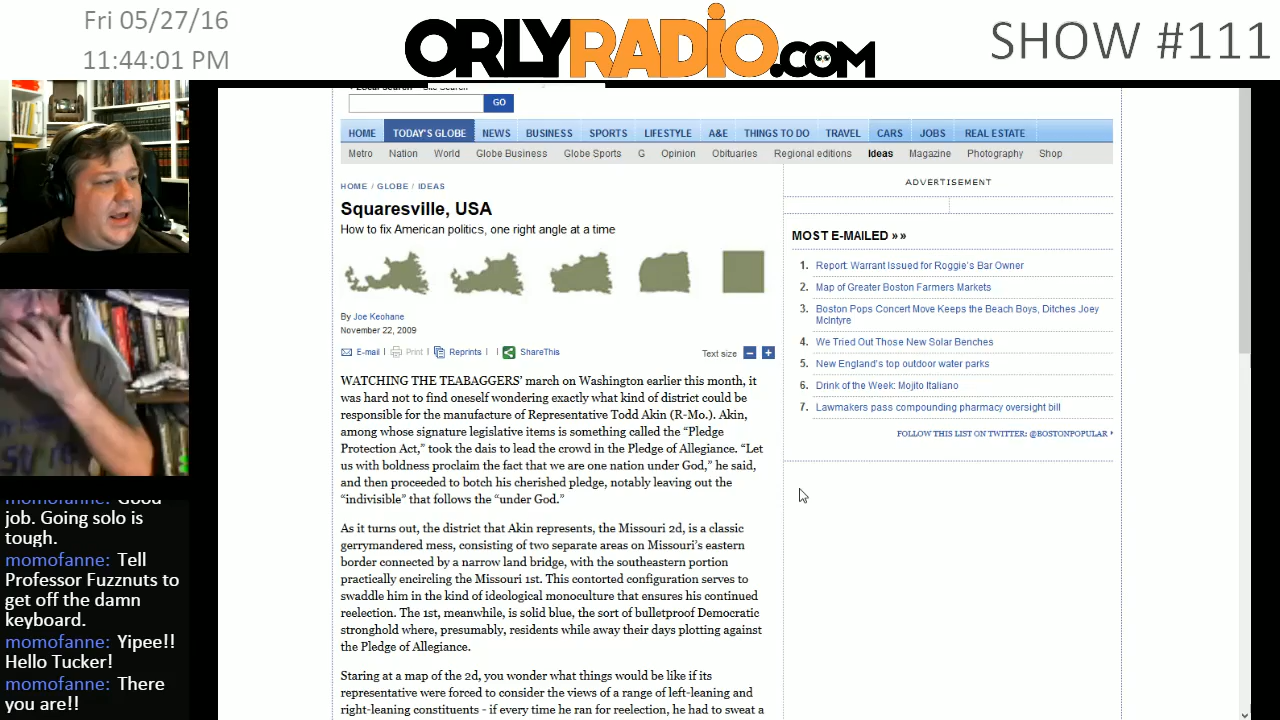 Fri 05/27/16
11:44:01 PM
ORLYRADiO.COM
SHOW #111
GO
HOME TODAY'S GLOBE NEWS BUSINESS SPORTS LIFESTYLE A&E THINGS TO DO TRAVEL CARS JOBS REAL ESTATE
Metro Nation World Globe Business Globe Sports G Opinion Obituaries Regional editions Ideas Magazine Photography Shop
HOME / GLOBE / IDEAS
Squaresville, USA
How to fix American politics, one right angle at a time
By Joe Keohane
November 22, 2009
E-mail | Print | Reprints | ShareThis Text size
WATCHING THE TEABAGGERS’ march on Washington earlier this month, it
was hard not to find oneself wondering exactly what kind of district could be
responsible for the manufacture of Representative Todd Akin (R-Mo.). Akin,
among whose signature legislative items is something called the “Pledge
Protection Act,” took the dais to lead the crowd in the Pledge of Allegiance. “Let
us with boldness proclaim the fact that we are one nation under God,” he said,
and then proceeded to botch his cherished pledge, notably leaving out the
“indivisible” that follows the “under God.”
As it turns out, the district that Akin represents, the Missouri 2d, is a classic
gerrymandered mess, consisting of two separate areas on Missouri’s eastern
border connected by a narrow land bridge, with the southeastern portion
practically encircling the Missouri 1st. This contorted configuration serves to
swaddle him in the kind of ideological monoculture that ensures his continued
reelection. The 1st, meanwhile, is solid blue, the sort of bulletproof Democratic
stronghold where, presumably, residents while away their days plotting against
the Pledge of Allegiance.
Staring at a map of the 2d, you wonder what things would be like if its
representative were forced to consider the views of a range of left-leaning and
right-leaning constituents - if every time he ran for reelection, he had to sweat a
ADVERTISEMENT
MOST E-MAILED »»
1. Report: Warrant Issued for Roggie's Bar Owner
2. Map of Greater Boston Farmers Markets
3. Boston Pops Concert Move Keeps the Beach Boys, Ditches Joey
McIntyre
4. We Tried Out Those New Solar Benches
5. New England's top outdoor water parks
6. Drink of the Week: Mojito Italiano
7. Lawmakers pass compounding pharmacy oversight bill
FOLLOW THIS LIST ON TWITTER: @BOSTONPOPULAR
momofanne: Good
job. Going solo is
tough.
momofanne: Tell
Professor Fuzznuts to
get off the damn
keyboard.
momofanne: Yipee!!
Hello Tucker!
momofanne: There
you are!!